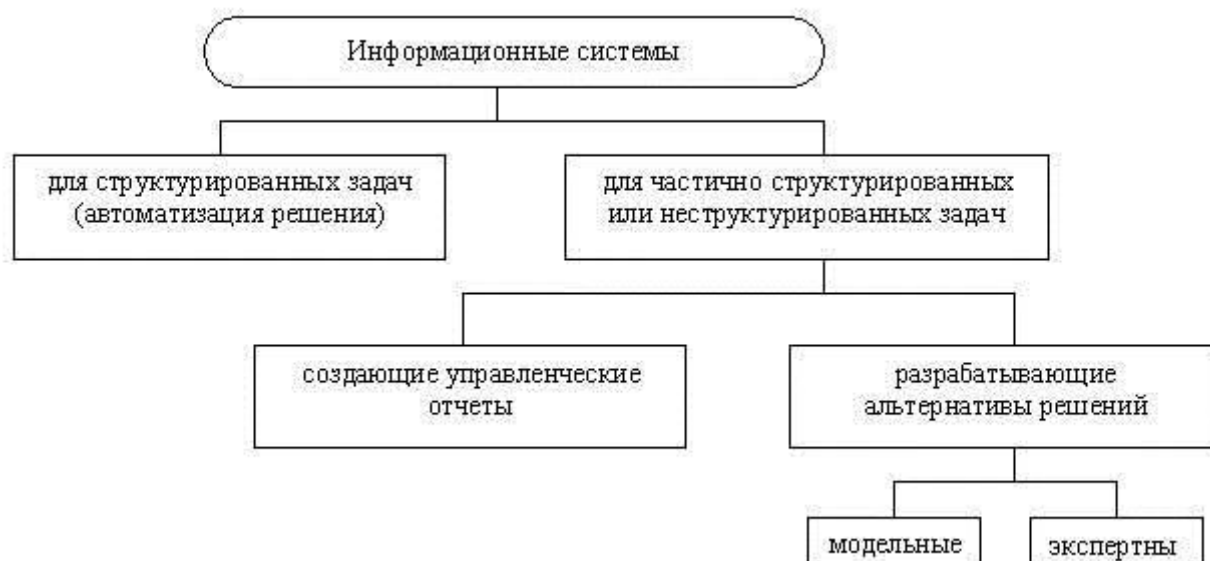 Информационные системы
для структурированных задач
(автоматизация решения)
для частично структурированных
или неструктурированных задач
создающие управленческие
отчеты
разрабатывающие
альтернативы решений
модельные
экспертны